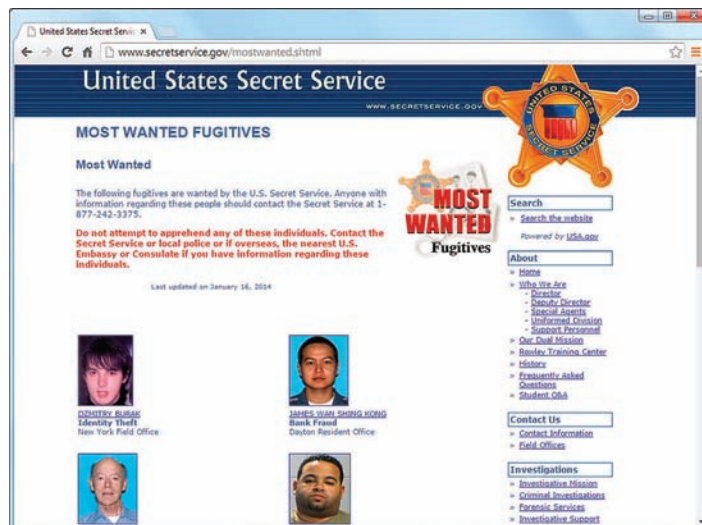 United States Secret Servic ×
www.secretservice.gov/mostwanted.shtml
United States Secret Service
WWW.SECRETSERVICE.GOV
UNITED STATES
SECRET SERVICE
MOST WANTED FUGITIVES
Most Wanted
The following fugitives are wanted by the U.S. Secret Service. Anyone with
information regarding these people should contact the Secret Service at 1-
877-242-3375.
Do not attempt to apprehend any of these individuals. Contact the
Secret Service or local police or if overseas, the nearest U.S.
Embassy or Consulate if you have information regarding these
individuals.
Last updated on January 16, 2014
MOST
WANTED
Fugitives
DZMITRY BURAK
Identity Theft
New York Field Office
JAMES WAN SHING KONG
Bank Fraud
Dayton Resident Office
Search
» Search the website
Powered by USA.gov
About
» Home
» Who We Are
- Director
- Deputy Director
- Special Agents
- Uniformed Division
- Support Personnel
» Our Dual Mission
» Rowley Training Center
» History
» Frequently Asked
Questions
» Student Q&A
Contact Us
» Contact Information
» Field Offices
Investigations
» Investigative Mission
» Criminal Investigations
» Forensic Services
» Investigative Support